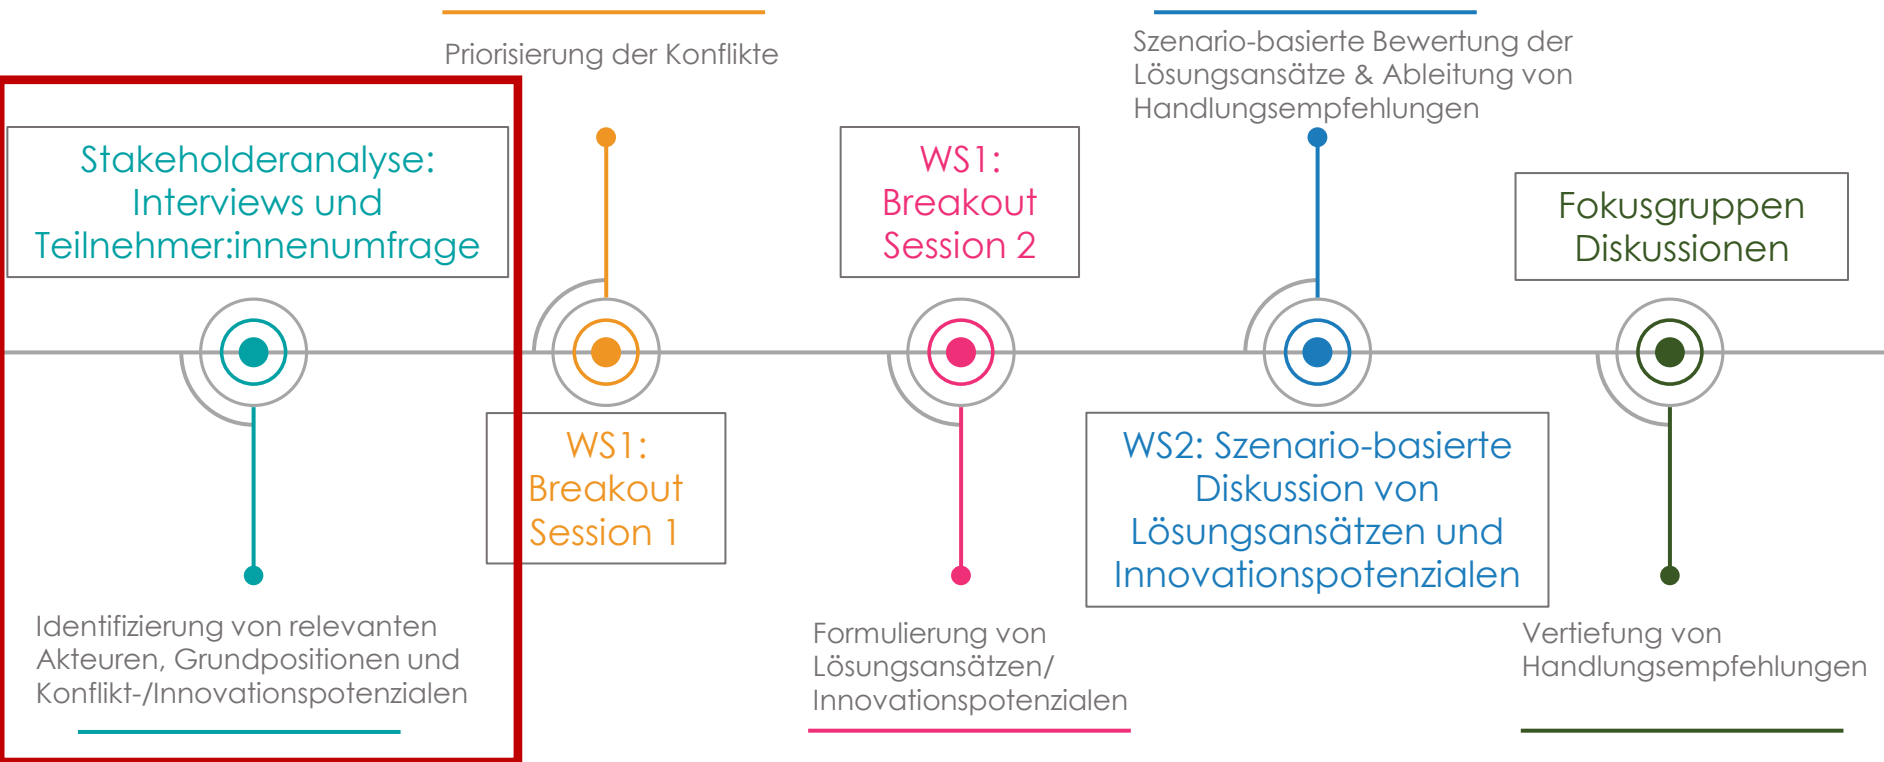 Priorisierung der Konflikte
Szenario-basierte Bewertung der
Lösungsansätze & Ableitung von
Handlungsempfehlungen
Stakeholderanalyse:
Interviews und
Teilnehmer:innenumfrage
WS1:
Breakout
Session 2
Fokusgruppen
Diskussionen
WS1:
Breakout
Session 1
WS2: Szenario-basierte
Diskussion von
Lösungsansätzen und
Innovationspotenzialen
Identifizierung von relevanten
Akteuren, Grundpositionen und
Konflikt-/Innovationspotenzialen
Formulierung von
Lösungsansätzen/
Innovationspotenzialen
Vertiefung von
Handlungsempfehlungen